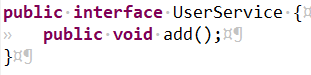 public interface UserService {
    public void add();
}